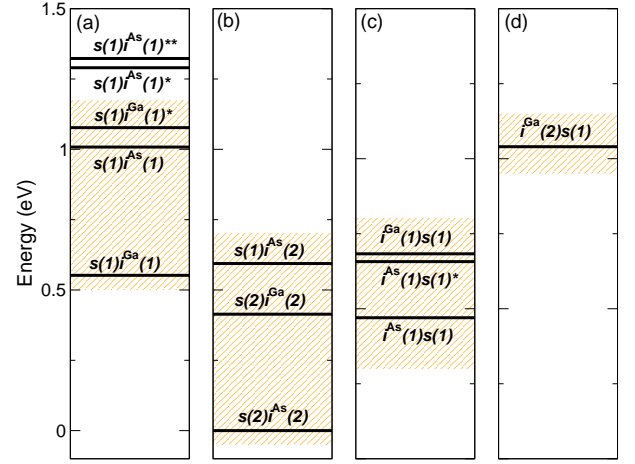 (a)
(b)
(c)
(d)
1.5
1
0.5
0
Energy (eV)
s(1)i^As(1)**
s(1)i^As(1)*
s(1)i^Ga(1)*
s(1)i^As(1)
s(1)i^Ga(1)
s(1)i^As(2)
s(2)i^Ga(2)
s(2)i^As(2)
i^Ga(1)s(1)
i^As(1)s(1)*
i^As(1)s(1)
i^Ga(2)s(1)